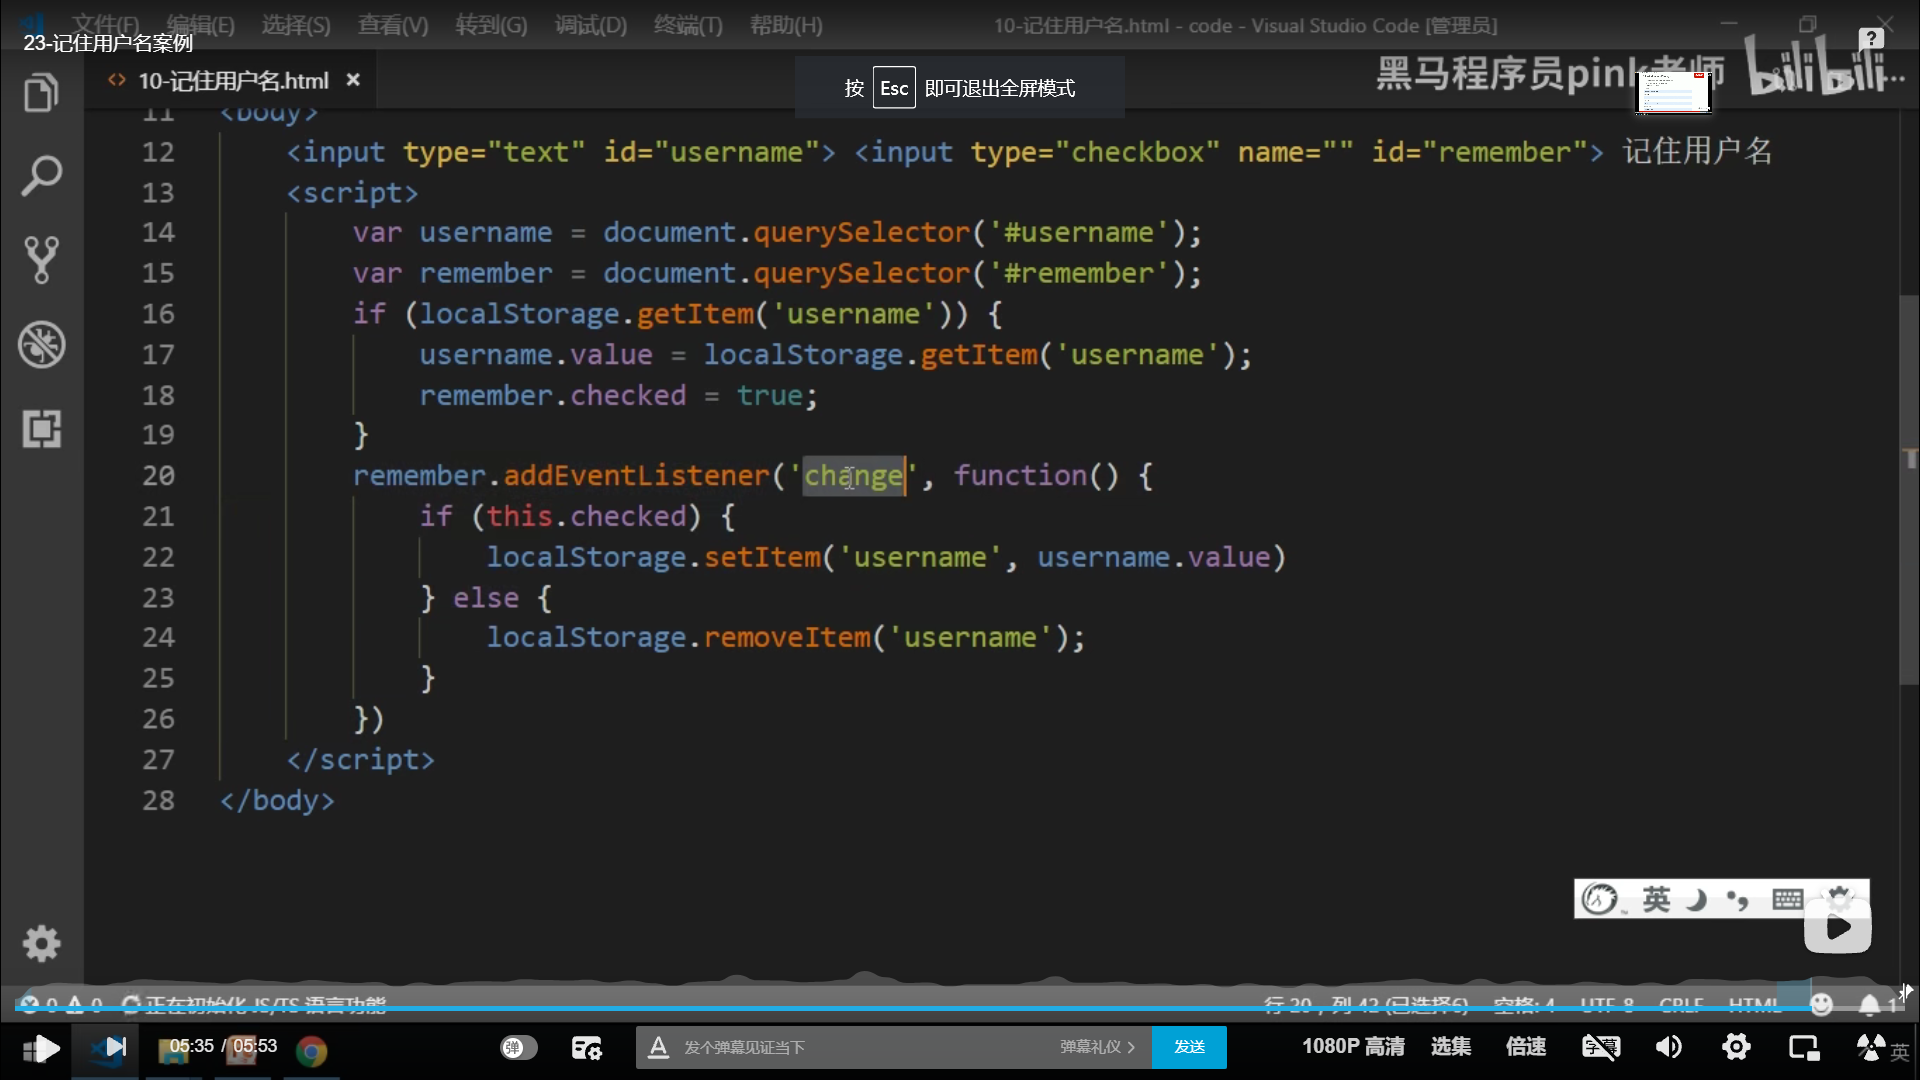 文件(F) 编辑(E) 选择(S) 查看(V) 转到(G) 调试(D) 终端(T) 帮助(H) 10-记住用户名.html - code - Visual Studio Code [管理员]
23-记住用户名案例
10-记住用户名.html ×
按 Esc 即可退出全屏模式
黑马程序员pink老师 bilibili
11 <body>
12 <input type="text" id="username"> <input type="checkbox" name="" id="remember"> 记住用户名
13 <script>
14 var username = document.querySelector('#username');
15 var remember = document.querySelector('#remember');
16 if (localStorage.getItem('username')) {
17 username.value = localStorage.getItem('username');
18 remember.checked = true;
19 }
20 remember.addEventListener('change', function() {
21 if (this.checked) {
22 localStorage.setItem('username', username.value)
23 } else {
24 localStorage.removeItem('username');
25 }
26 })
27 </script>
28 </body>
英
0 0 正在初始化 JS/TS 语言功能 行 20，列 42 (已选择6) 空格: 4 UTF-8 CRLF HTML 1
05:35 / 05:53 弹 发个弹幕见证当下 弹幕礼仪 > 发送 1080P 高清 选集 倍速 字幕 英